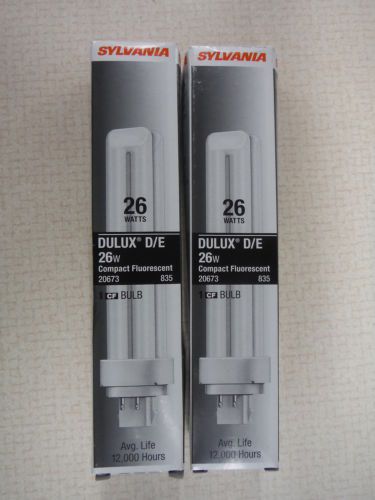 SYLVANIA
26
WATTS
DULUX® D/E
26W
Compact Fluorescent
20673 835
1 CF BULB
Avg. Life
12,000 Hours
SYLVANIA
26
WATTS
DULUX® D/E
26W
Compact Fluorescent
20673 835
1 CF BULB
Avg. Life
12,000 Hours